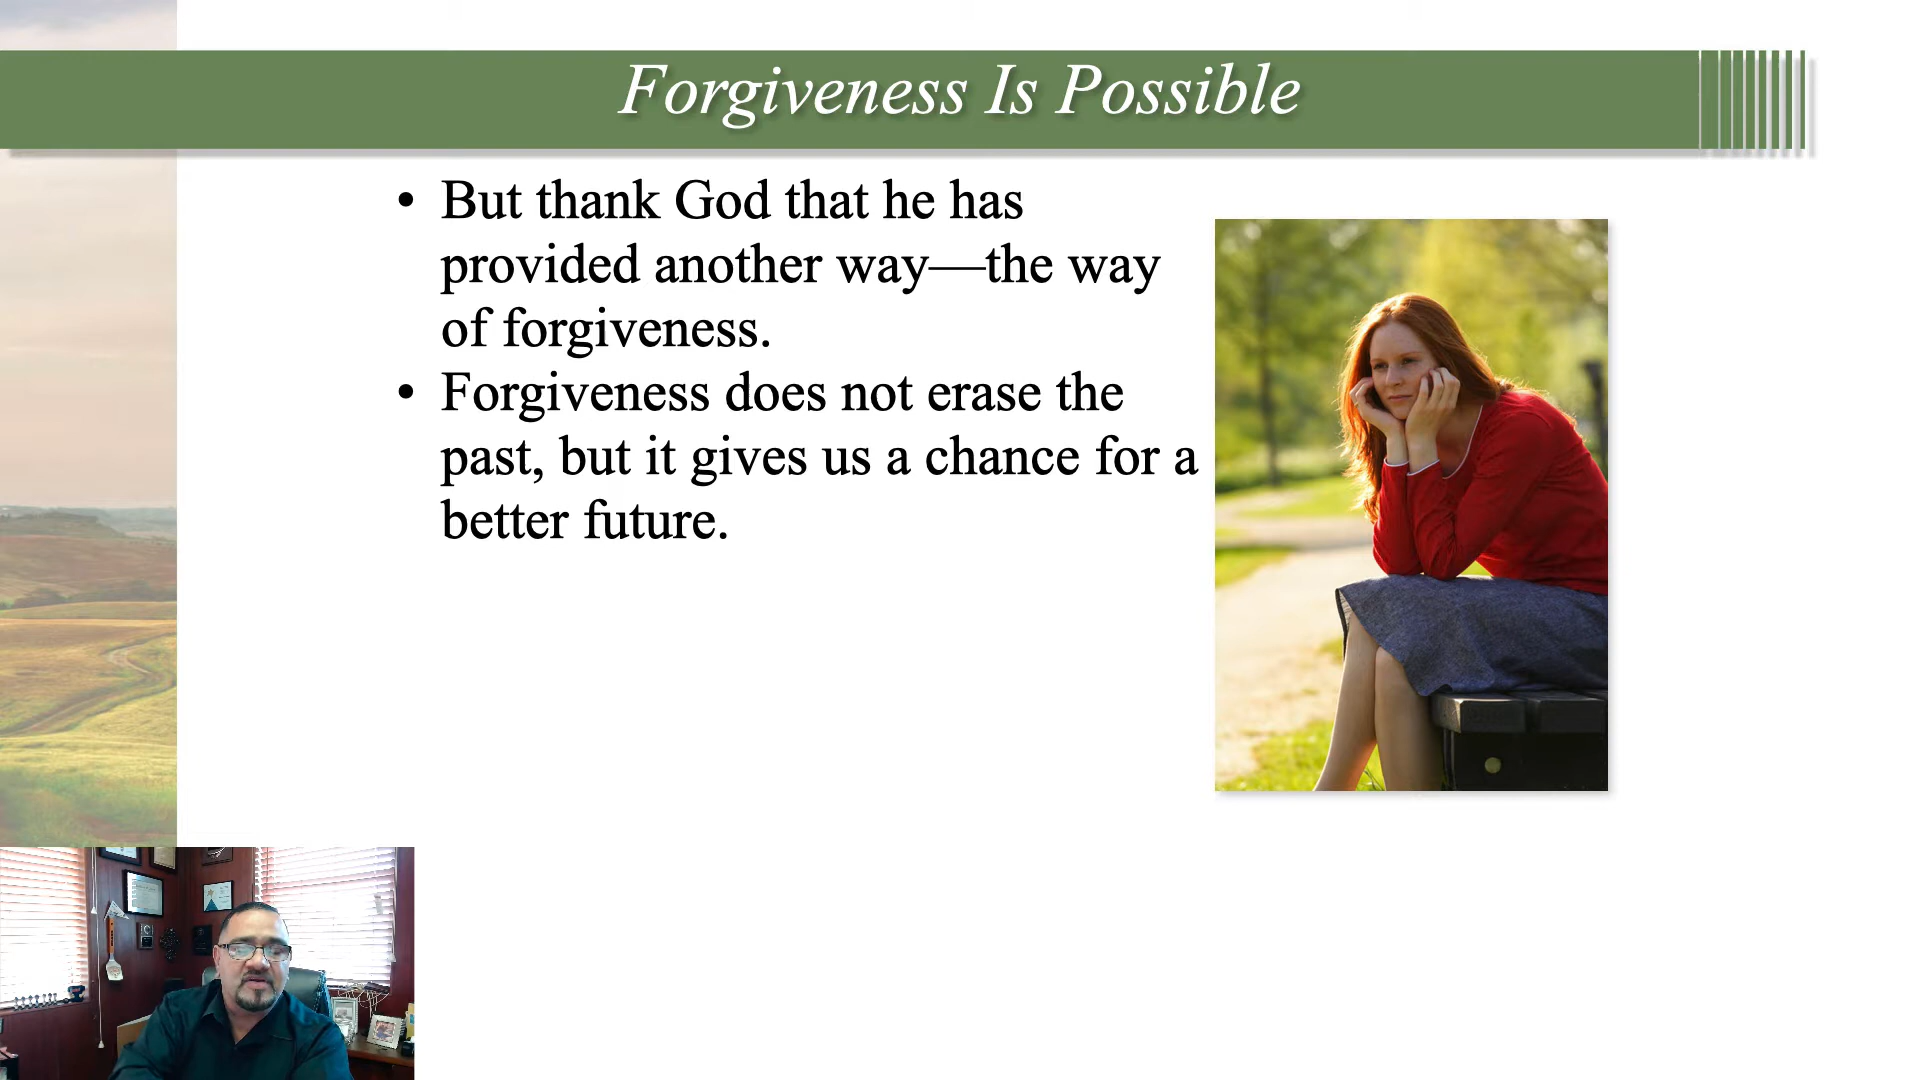 Forgiveness Is Possible
• But thank God that he has
provided another way—the way
of forgiveness.
• Forgiveness does not erase the
past, but it gives us a chance for a
better future.